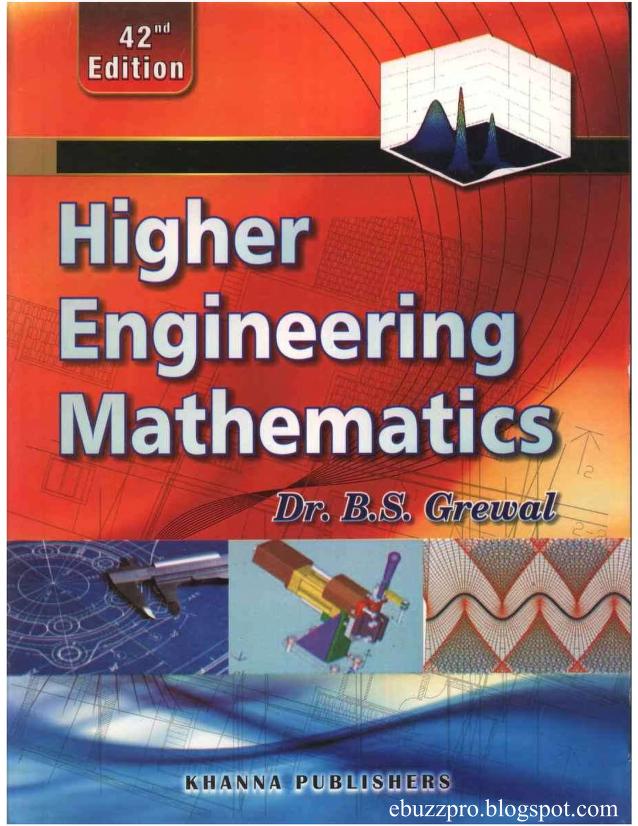 42nd
Edition
Higher
Engineering
Mathematics
Dr. B.S. Grewal
KHANNA PUBLISHERS
ebuzzpro.blogspot.com